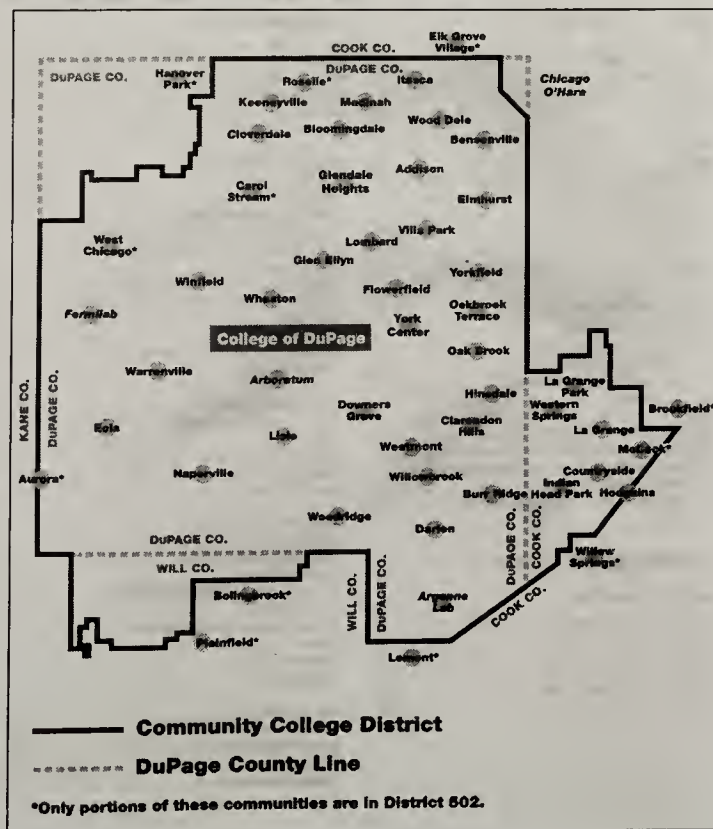 COOK CO.
Elk Grove
Village*
DuPAGE CO.
DuPAGE CO.
Hanover
Park*
Roselle*
Itasca
Chicago
O'Hare
Keeneyville
Medinah
Cloverdale
Bloomingdale
Wood Dale
Bensenville
Carol
Stream*
Glendale
Heights
Addison
Elmhurst
West
Chicago*
Lombard
Villa Park
Glen Ellyn
Winfield
Wheaton
Flowerfield
Yorkfield
Fermilab
York
Center
Oakbrook
Terrace
College of DuPage
Oak Brook
Warrenville
Arboretum
La Grange
Park
Hinsdale
Western
Springs
Brookfield*
KANE CO.
DuPAGE CO.
Eola
Lisle
Downers
Grove
Clarendon
Hills
La Grange
McCook*
Westmont
Aurora*
Naperville
Willowbrook
Countryside
Burr Ridge
Indian
Head Park
Hodgkins
Woodridge
Darien
DuPAGE CO.
WILL CO.
Willow
Springs*
DuPAGE CO.
COOK CO.
WILL CO.
DuPAGE CO.
Bolingbrook*
Argonne
Lab
COOK CO.
Plainfield*
Lemont*
Community College District
DuPage County Line
*Only portions of these communities are in District 502.